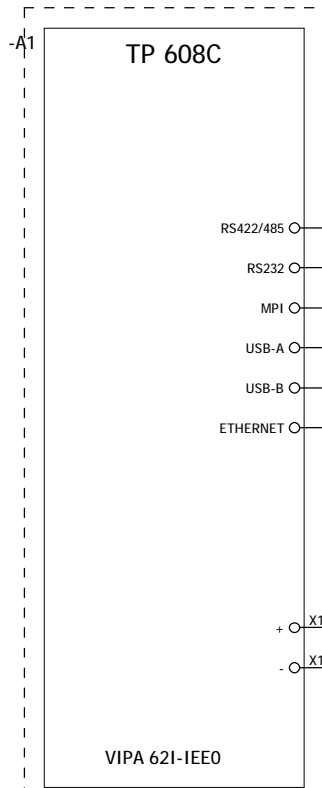 -A1
TP 608C
RS422/485
RS232
MPI
USB-A
USB-B
ETHERNET
+ X1
- X1
VIPA 62I-IEE0